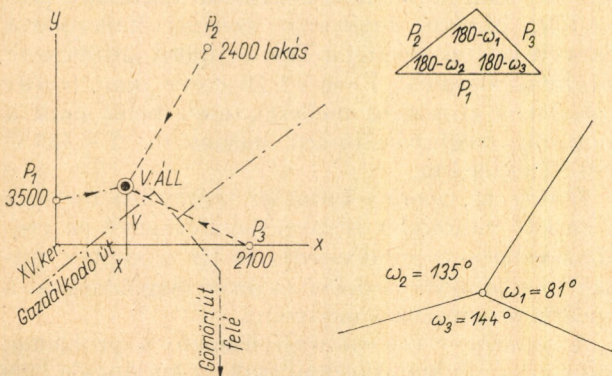 y
P₂
2400 lakás
P₁
3500
V.ÁLL
Y
X
P₃
2100
x
XV.ker.
Gazdálkodó út
Gömöri út
felé
P₂
180-ω₁
P₃
180-ω₂
180-ω₃
P₁
ω₂ = 135°
ω₁ = 81°
ω₃ = 144°